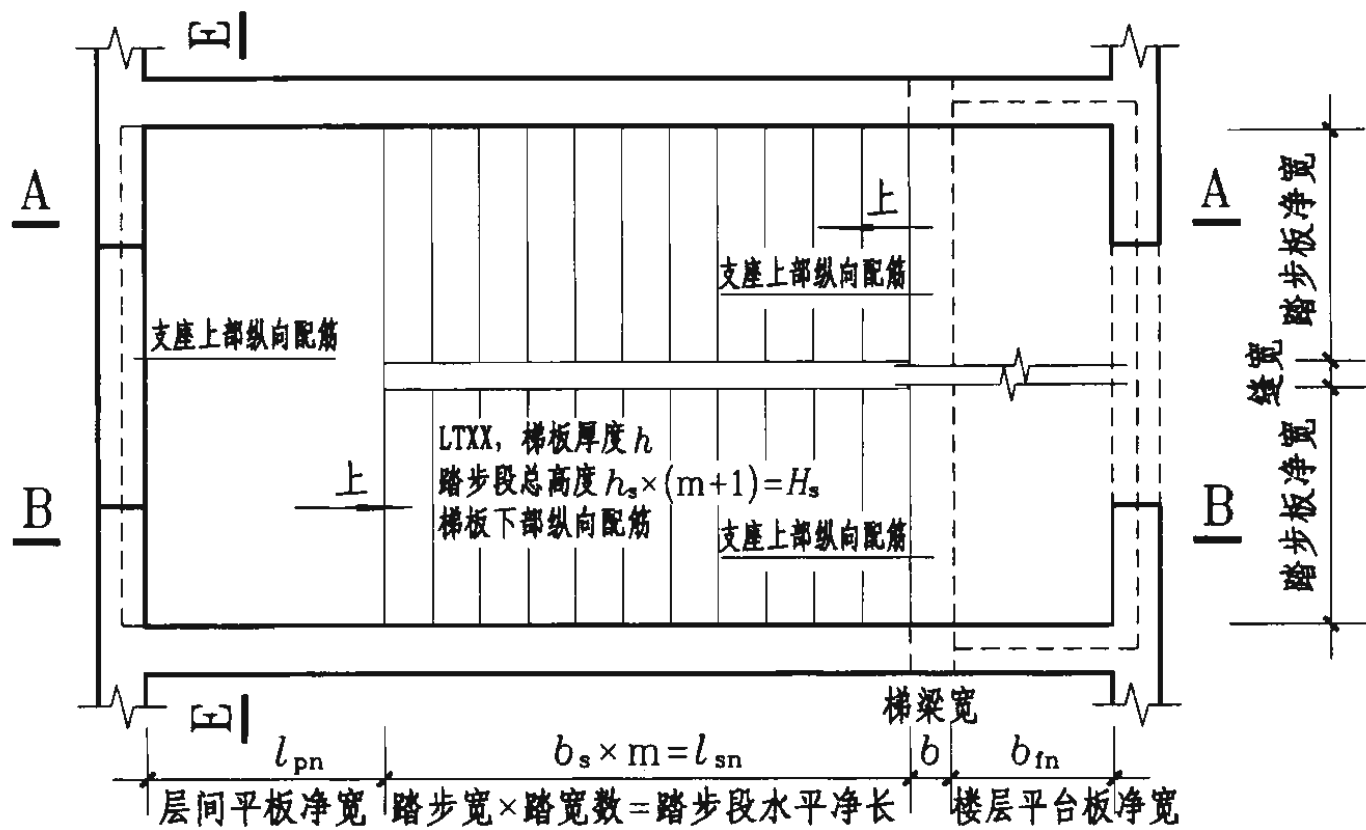 E
A
A
上
支座上部纵向配筋
踏步板净宽
支座上部纵向配筋
缝宽
LTXX, 梯板厚度 h
踏步段总高度 hₛ×(m+1)=Hₛ
梯板下部纵向配筋
上
B
支座上部纵向配筋
B
踏步板净宽
E
梯梁宽
lₚₙ
bₛ×m=lₛₙ
b
b_fn
层间平板净宽
踏步宽×踏宽数=踏步段水平净长
楼层平台板净宽